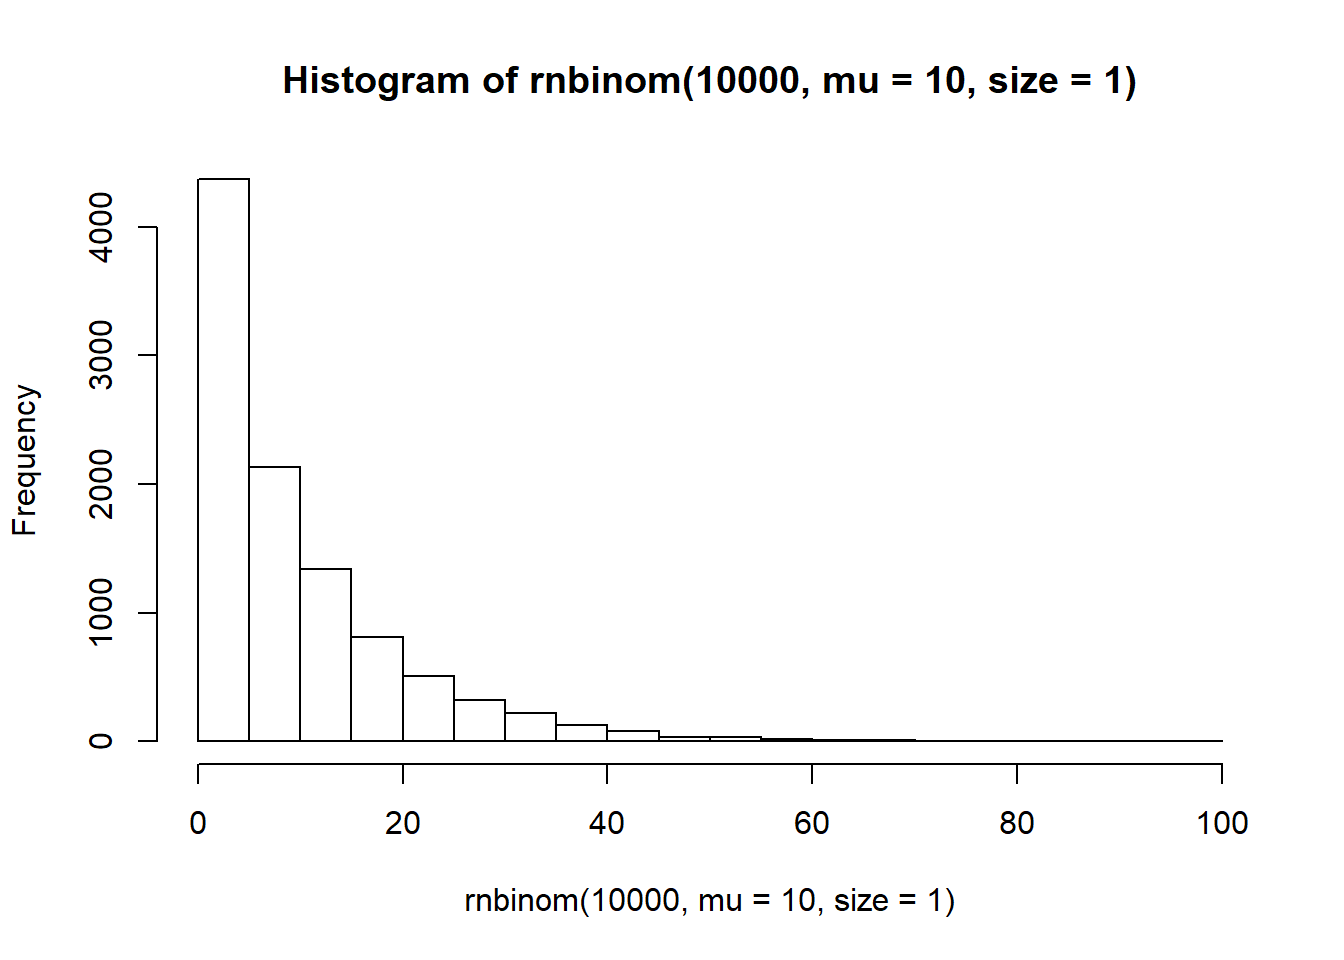 Histogram of rnbinom(10000, mu = 10, size = 1)
Frequency
4000
3000
2000
1000
0
0 20 40 60 80 100
rnbinom(10000, mu = 10, size = 1)